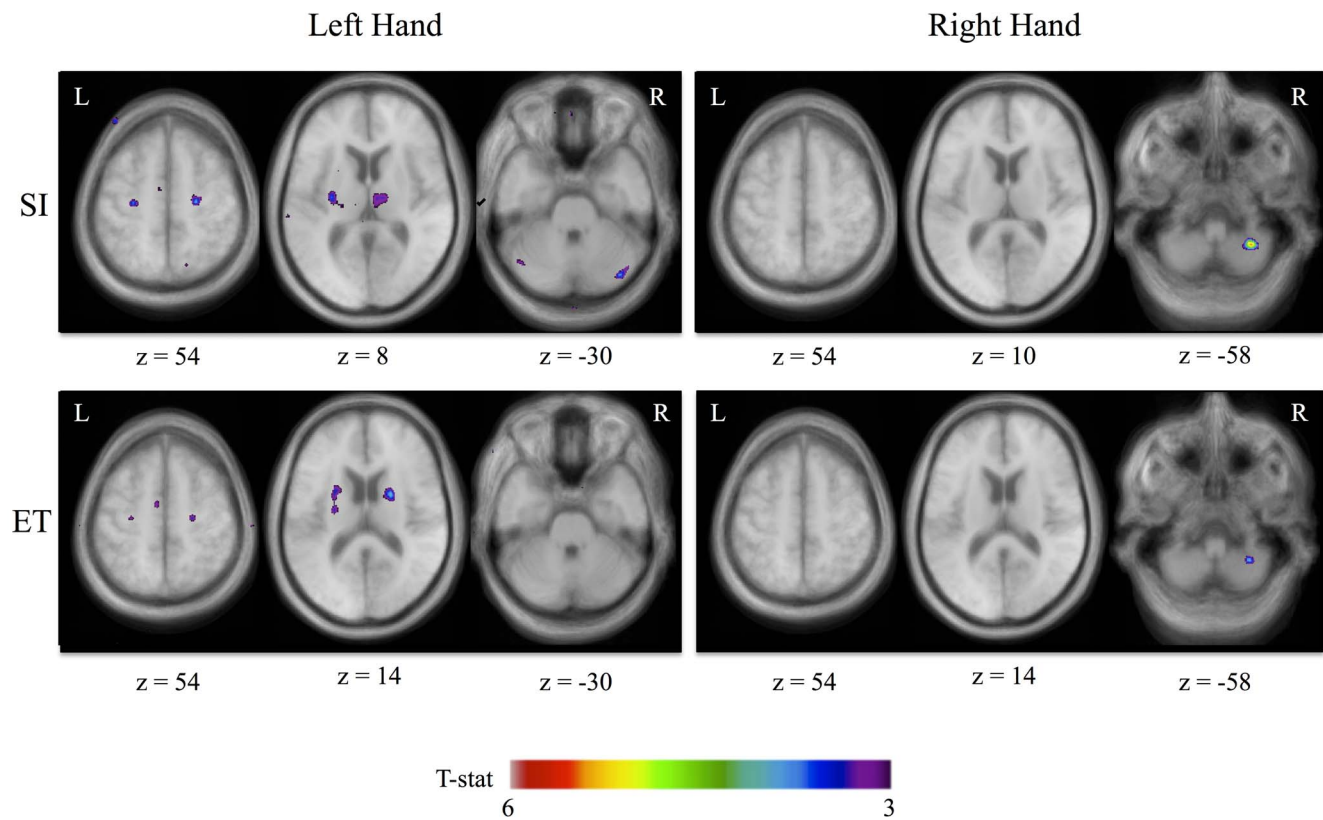 Left Hand
Right Hand
L
R
L
R
SI
z = 54
z = 8
z = -30
z = 54
z = 10
z = -58
L
R
L
R
ET
z = 54
z = 14
z = -30
z = 54
z = 14
z = -58
T-stat
6
3